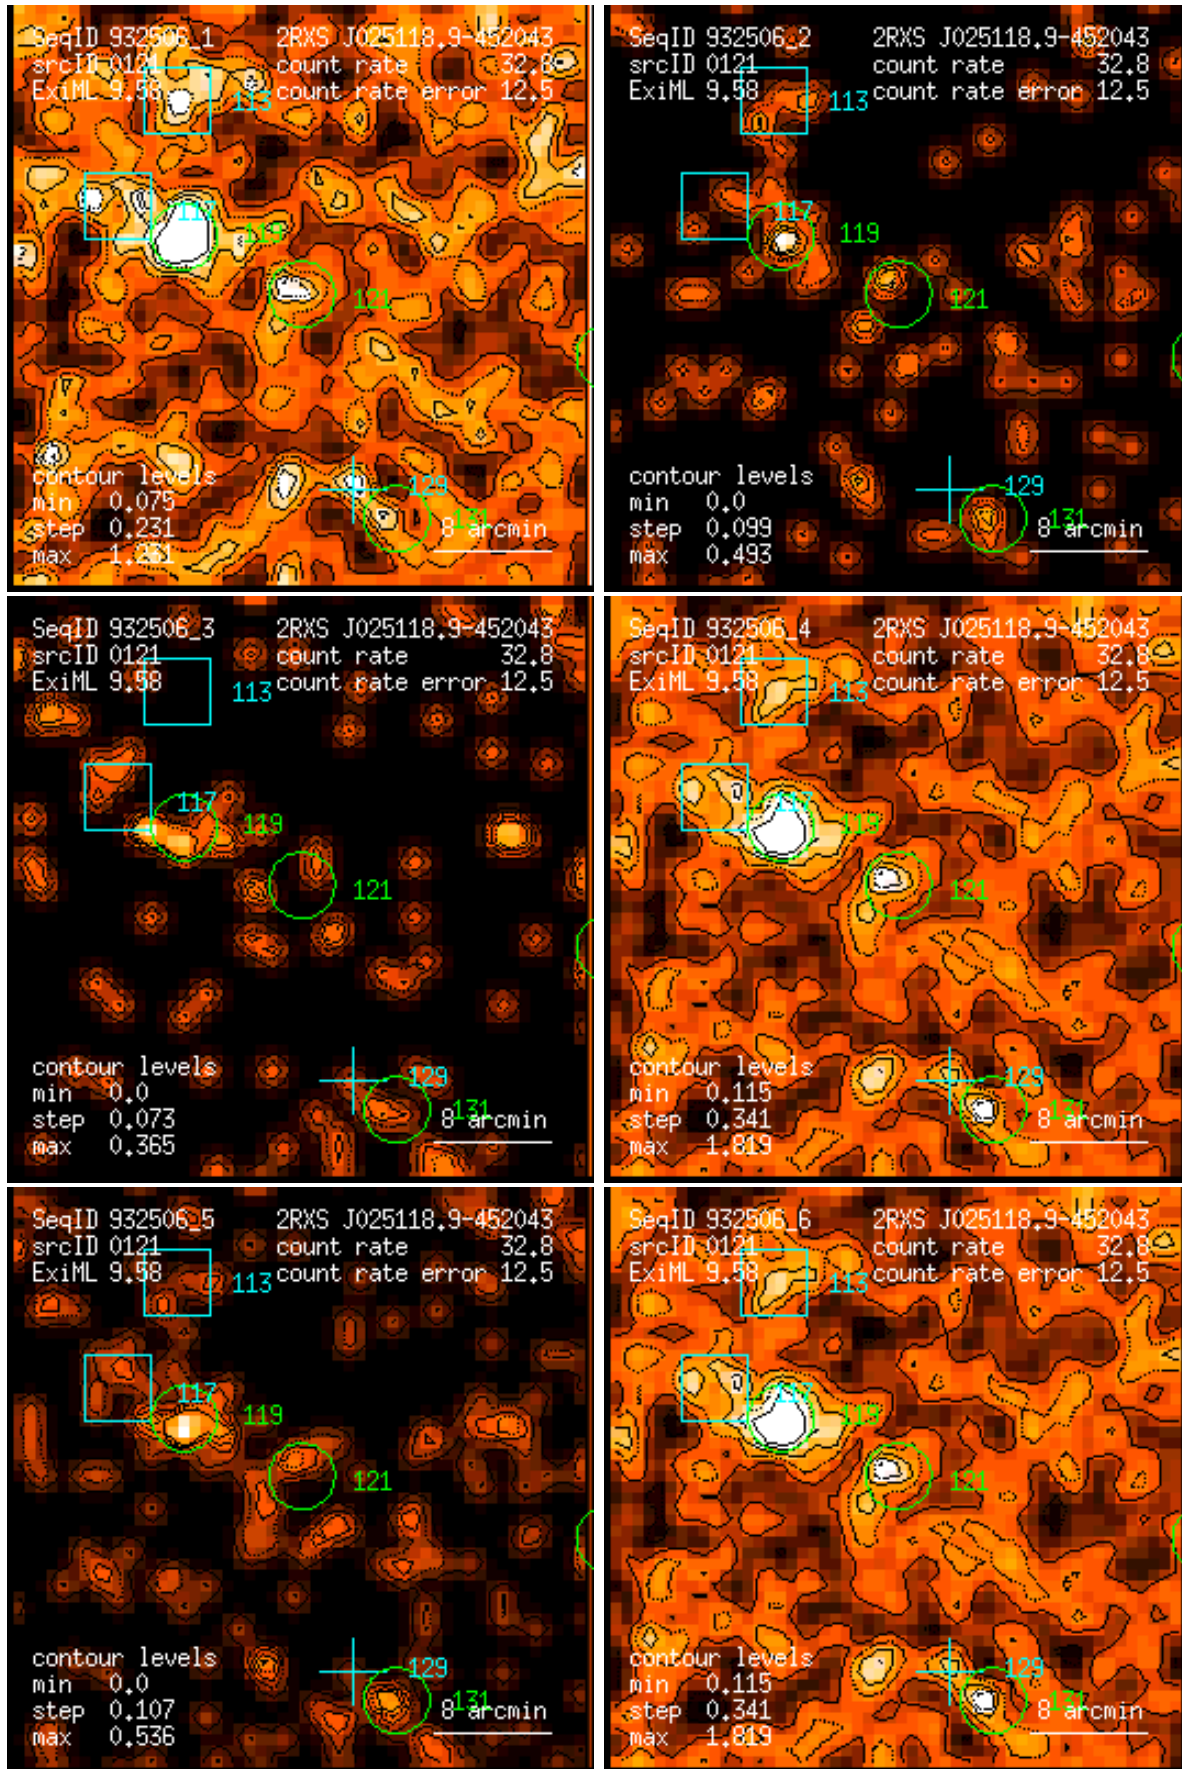 SeqID 932506_1 2RXS J025118.9-452043
srcID 0121 count rate 32.8
ExiML 9.58 113 count rate error 12.5
117
119
121
contour levels
min 0.075
129
step 0.231
131
8 arcmin
max 1.231
SeqID 932506_2 2RXS J025118.9-452043
srcID 0121 count rate 32.8
ExiML 9.58 113 count rate error 12.5
117
119
121
contour levels
min 0.0
129
step 0.099
131
8 arcmin
max 0.493
SeqID 932506_3 2RXS J025118.9-452043
srcID 0121 count rate 32.8
ExiML 9.58 113 count rate error 12.5
117
119
121
contour levels
min 0.0
129
step 0.073
131
8 arcmin
max 0.365
SeqID 932506_4 2RXS J025118.9-452043
srcID 0121 count rate 32.8
ExiML 9.58 113 count rate error 12.5
117
119
121
contour levels
min 0.115
129
step 0.341
131
8 arcmin
max 1.819
SeqID 932506_5 2RXS J025118.9-452043
srcID 0121 count rate 32.8
ExiML 9.58 113 count rate error 12.5
117
119
121
contour levels
min 0.0
129
step 0.107
131
8 arcmin
max 0.536
SeqID 932506_6 2RXS J025118.9-452043
srcID 0121 count rate 32.8
ExiML 9.58 113 count rate error 12.5
117
119
121
contour levels
min 0.115
129
step 0.341
131
8 arcmin
max 1.819